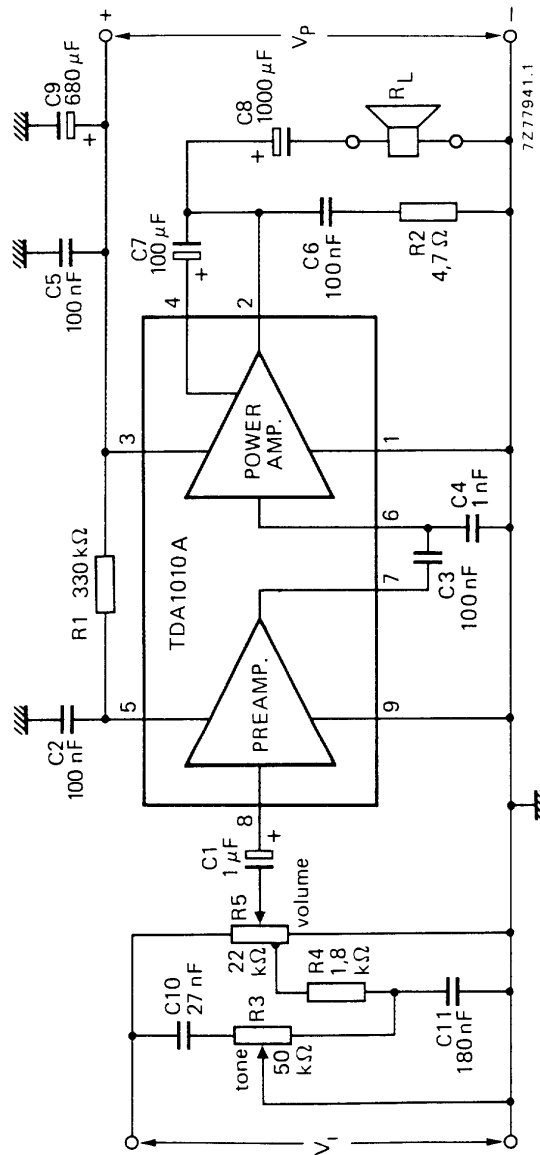 VI
tone
50
kΩ
R3
C10
27 nF
22
kΩ
R5
volume
R4
1,8
kΩ
C11
180 nF
C1
1 µF
+
8
C2
100 nF
5
R1
330 kΩ
TDA1010A
PREAMP.
9
7
6
C3
100 nF
C4
1 nF
3
POWER
AMP.
1
4
2
C5
100 nF
C7
100 µF
+
C6
100 nF
R2
4,7 Ω
C9
680 µF
+
C8
1000 µF
+
RL
+
VP
−
7Z77941.1